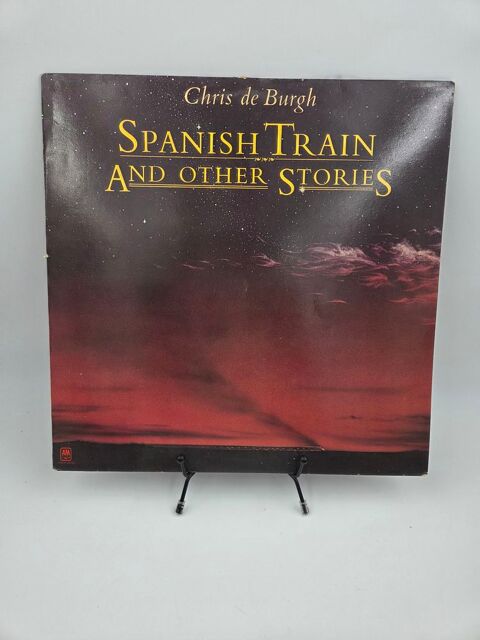 Chris de Burgh
SPANISH TRAIN
AND OTHER STORIES
A&M